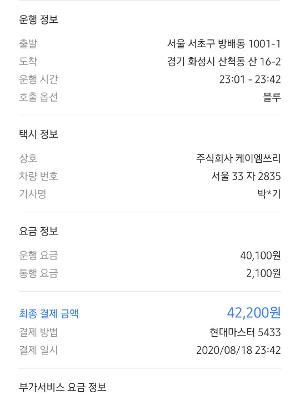 운행 정보
출발 서울 서초구 방배동 1001-1
도착 경기 화성시 산척동 산 16-2
운행 시간 23:01 - 23:42
호출 옵션 블루
택시 정보
상호 주식회사 케이엠쓰리
차량 번호 서울 33 자 2835
기사명 박*기
요금 정보
운행 요금 40,100원
통행 요금 2,100원
최종 결제 금액 42,200원
결제 방법 현대마스터 5433
결제 일시 2020/08/18 23:42
부가서비스 요금 정보